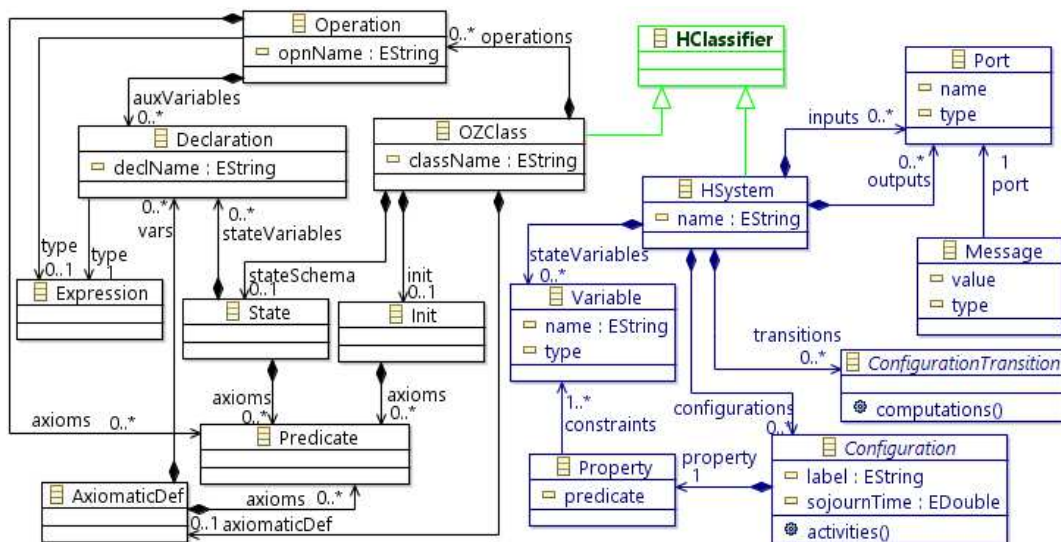 Operation
opnName : EString
0..* operations
auxVariables
0..*
Declaration
declName : EString
OZClass
className : EString
HClassifier
Port
name
type
inputs 0..*
0..*
outputs
1
port
HSystem
name : EString
Message
value
type
type
0..1
type
1
0..*
vars
0..*
stateVariables
stateSchema
0..1
init
0..1
Expression
State
Init
stateVariables
0..*
Variable
name : EString
type
transitions
0..*
ConfigurationTransition
computations()
axioms
0..*
axioms
0..*
axioms 0..*
Predicate
1..*
constraints
configurations
0..*
Configuration
label : EString
sojournTime : EDouble
activities()
property
1
Property
predicate
AxiomaticDef
axioms 0..*
0..1 axiomaticDef